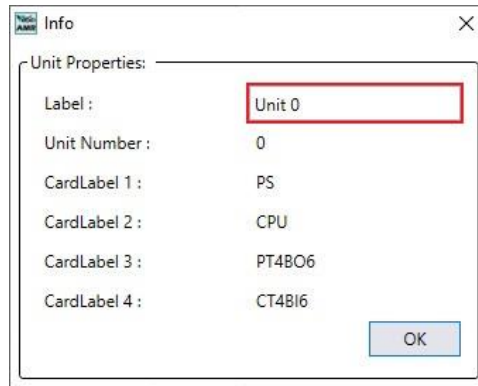 Info
Unit Properties:
Label : Unit 0
Unit Number : 0
CardLabel 1 : PS
CardLabel 2 : CPU
CardLabel 3 : PT4BO6
CardLabel 4 : CT4BI6
OK